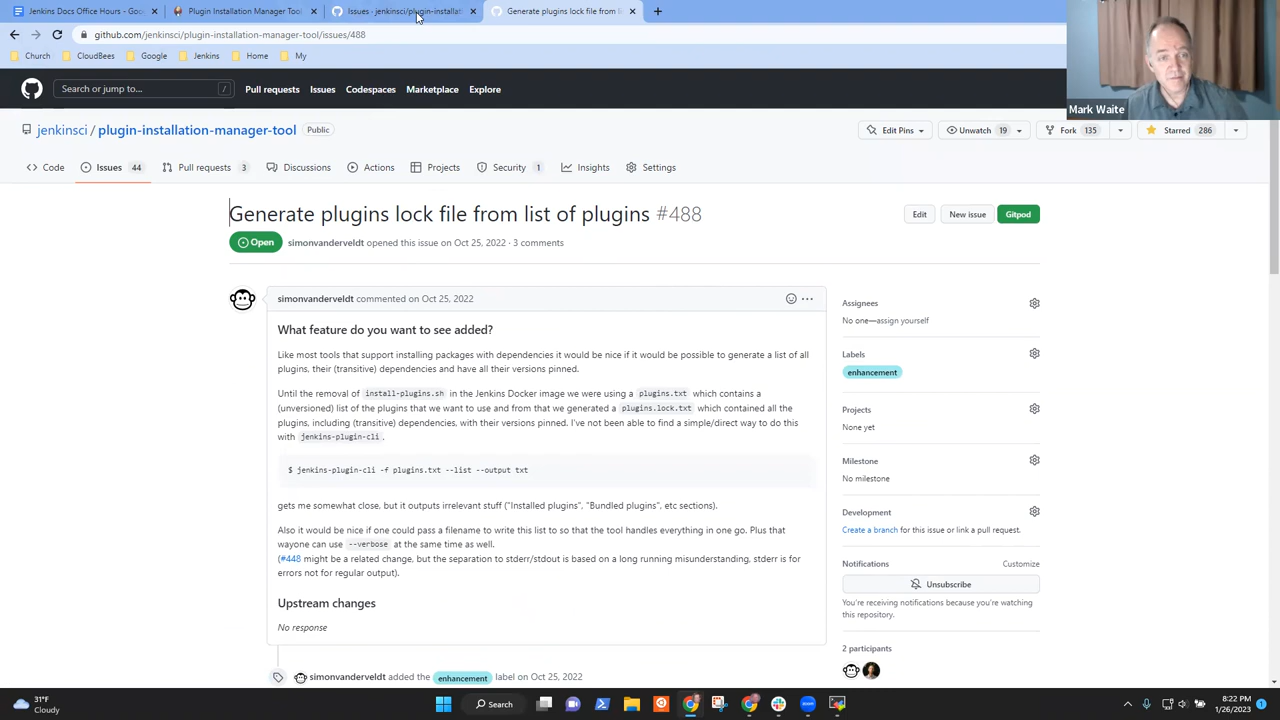 Jenkins Docs Office Hours - Goo
Plugin Installation Manager Tool
Issues · jenkinsci/plugin-installat
Generate plugins lock file from li
github.com/jenkinsci/plugin-installation-manager-tool/issues/488
Church
CloudBees
Google
Jenkins
Home
My
Mark Waite
Search or jump to...
/
Pull requests
Issues
Codespaces
Marketplace
Explore
jenkinsci / plugin-installation-manager-tool
Public
Edit Pins
Unwatch 19
Fork 135
Starred 286
Code
Issues 44
Pull requests 3
Discussions
Actions
Projects
Security 1
Insights
Settings
Generate plugins lock file from list of plugins #488
Edit
New issue
Gitpod
Open
simonvanderveldt opened this issue on Oct 25, 2022 · 3 comments
simonvanderveldt commented on Oct 25, 2022
What feature do you want to see added?
Like most tools that support installing packages with dependencies it would be nice if it would be possible to generate a list of all
plugins, their (transitive) dependencies and have all their versions pinned.
Until the removal of install-plugins.sh in the Jenkins Docker image we were using a plugins.txt which contains a
(unversioned) list of the plugins that we want to use and from that we generated a plugins.lock.txt which contained all the
plugins, including (transitive) dependencies, with their versions pinned. I've not been able to find a simple/direct way to do this
with jenkins-plugin-cli.
$ jenkins-plugin-cli -f plugins.txt --list --output txt
gets me somewhat close, but it outputs irrelevant stuff ("Installed plugins", "Bundled plugins", etc sections).
Also it would be nice if one could pass a filename to write this list to so that the tool handles everything in one go. Plus that
wayone can use --verbose at the same time as well.
(#448 might be a related change, but the separation to stderr/stdout is based on a long running misunderstanding, stderr is for
errors not for regular output).
Upstream changes
No response
simonvanderveldt added the enhancement label on Oct 25, 2022
Assignees
No one—assign yourself
Labels
enhancement
Projects
None yet
Milestone
No milestone
Development
Create a branch for this issue or link a pull request.
Notifications
Customize
Unsubscribe
You're receiving notifications because you're watching
this repository.
2 participants
31°F
Cloudy
Search
8:22 PM
1/26/2023
1